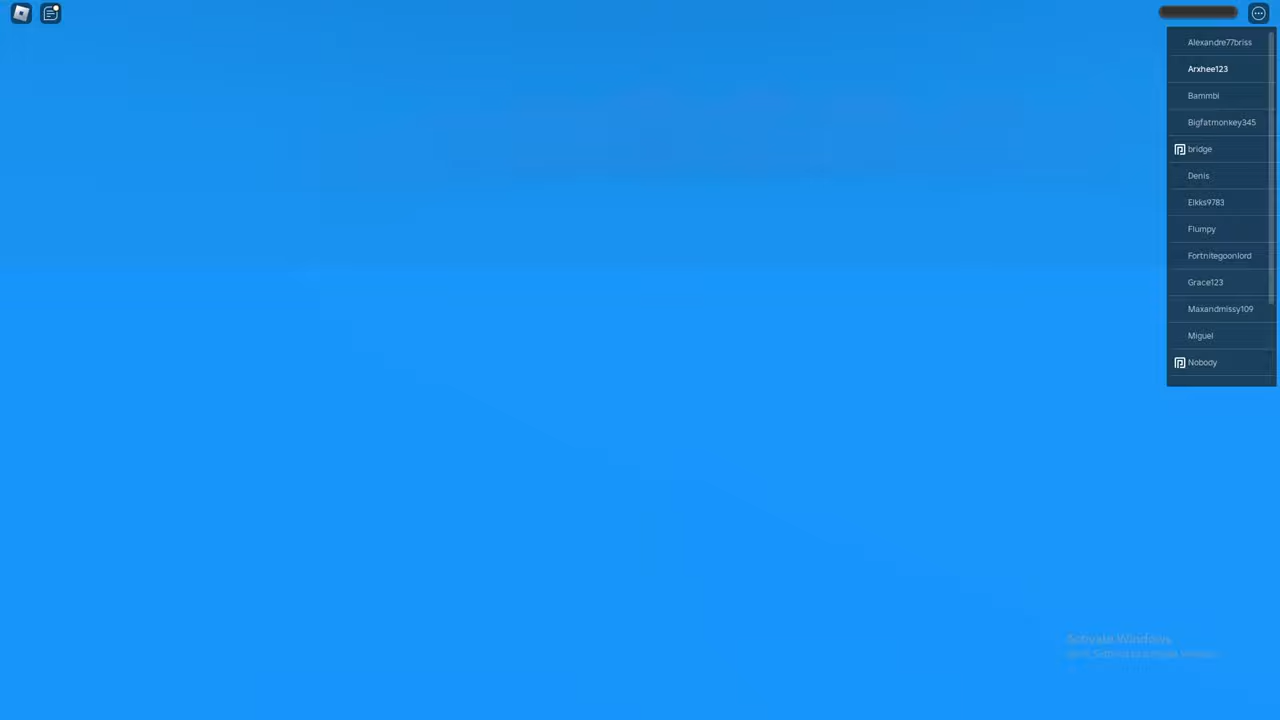 Alexandre77briss
Arxhee123
Bammbi
Bigfatmonkey345
bridge
Denis
Eikks9783
Flumpy
Fortnitegoonlord
Grace123
Maxandmissy109
Miguel
Nobody
Activate Windows